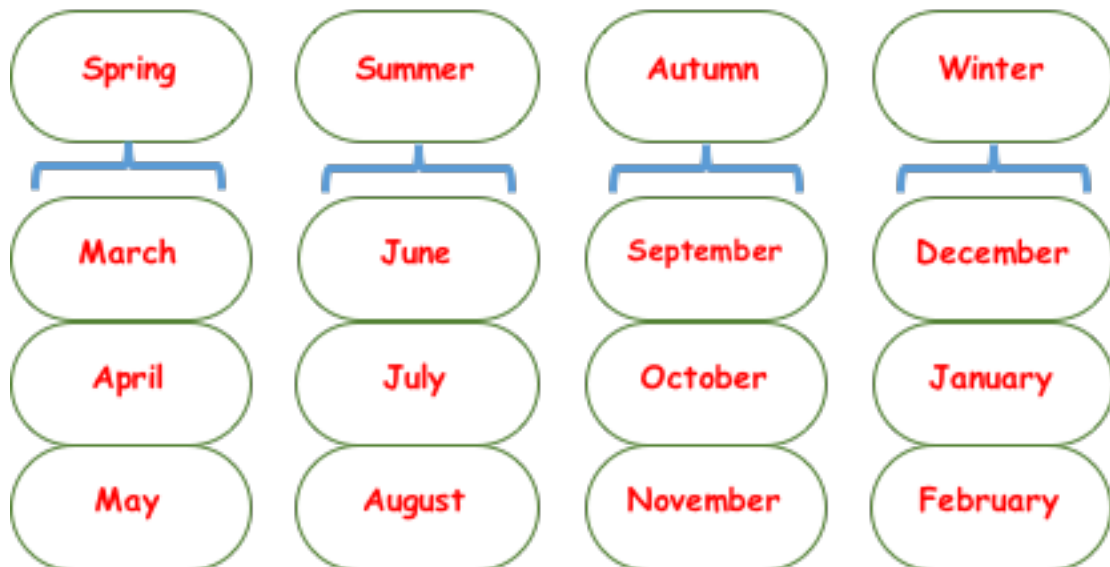 Spring Summer Autumn Winter
March June September December
April July October January
May August November February